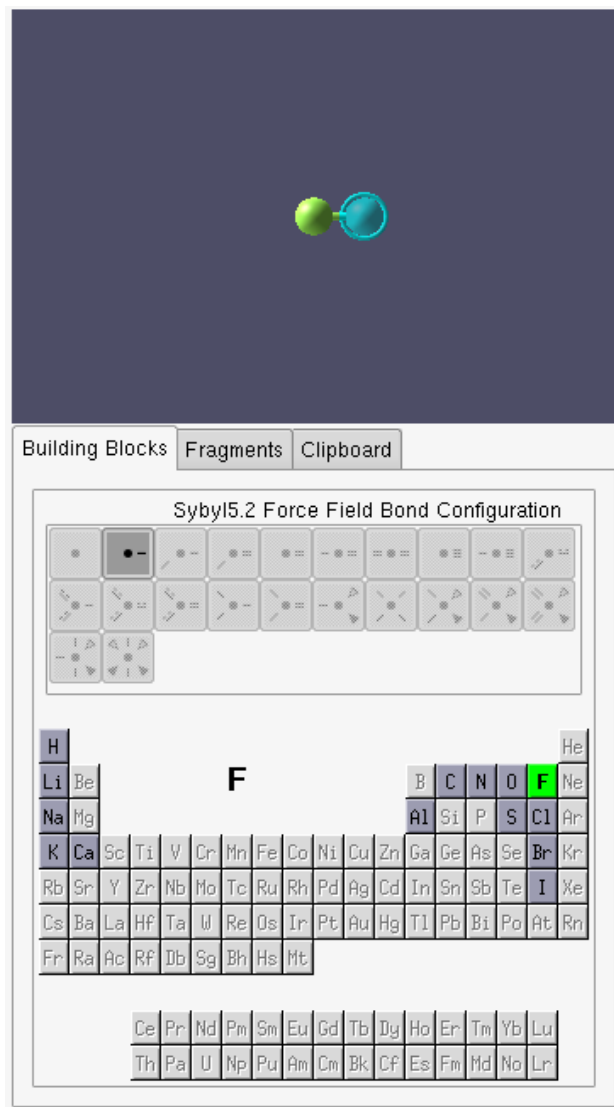 Building Blocks Fragments Clipboard
Sybyl5.2 Force Field Bond Configuration
H He
F
Li Be B C N O F Ne
Na Mg Al Si P S Cl Ar
K Ca Sc Ti V Cr Mn Fe Co Ni Cu Zn Ga Ge As Se Br Kr
Rb Sr Y Zr Nb Mo Tc Ru Rh Pd Ag Cd In Sn Sb Te I Xe
Cs Ba La Hf Ta W Re Os Ir Pt Au Hg Tl Pb Bi Po At Rn
Fr Ra Ac Rf Db Sg Bh Hs Mt
Ce Pr Nd Pm Sm Eu Gd Tb Dy Ho Er Tm Yb Lu
Th Pa U Np Pu Am Cm Bk Cf Es Fm Md No Lr